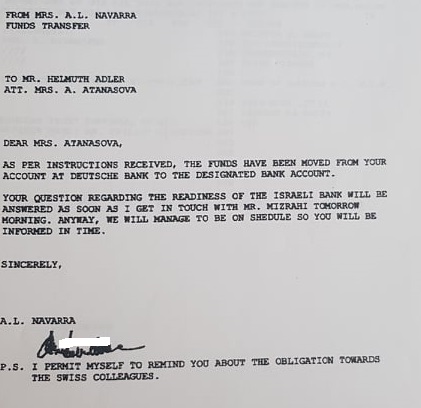 FROM MRS. A.L. NAVARRA
FUNDS TRANSFER
TO MR. HELMUTH ADLER
ATT. MRS. A. ATANASOVA
DEAR MRS. ATANASOVA,
AS PER INSTRUCTIONS RECEIVED, THE FUNDS HAVE BEEN MOVED FROM YOUR
ACCOUNT AT DEUTSCHE BANK TO THE DESIGNATED BANK ACCOUNT.
YOUR QUESTION REGARDING THE READINESS OF THE ISRAELI BANK WILL BE
ANSWERED AS SOON AS I GET IN TOUCH WITH MR. MIZRAHI TOMORROW
MORNING. ANYWAY, WE WILL MANAGE TO BE ON SHEDULE SO YOU WILL BE
INFORMED IN TIME.
SINCERELY,
A.L. NAVARRA
P.S. I PERMIT MYSELF TO REMIND YOU ABOUT THE OBLIGATION TOWARDS
THE SWISS COLLEAGUES.